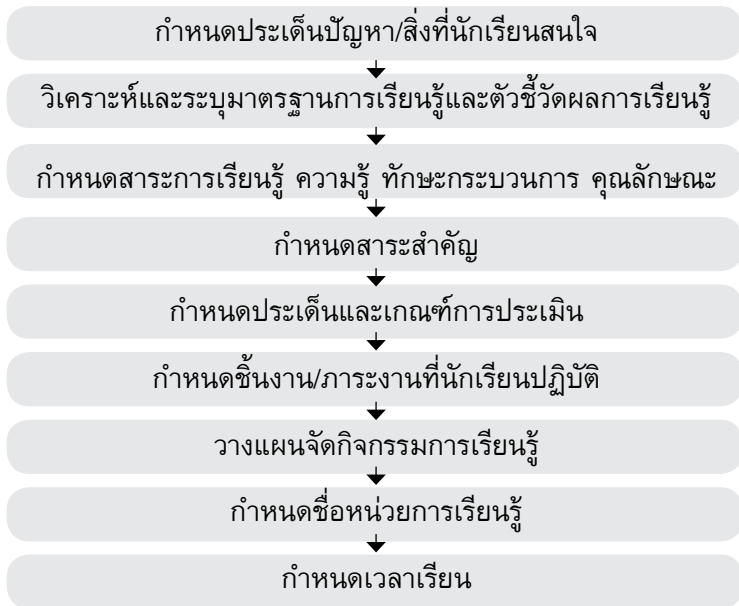 กำหนดประเด็นปัญหา/สิ่งที่นักเรียนสนใจ
วิเคราะห์และระบุมาตรฐานการเรียนรู้และตัวชี้วัดผลการเรียนรู้
กำหนดสาระการเรียนรู้ ความรู้ ทักษะกระบวนการ คุณลักษณะ
กำหนดสาระสำคัญ
กำหนดประเด็นและเกณฑ์การประเมิน
กำหนดชิ้นงาน/ภาระงานที่นักเรียนปฏิบัติ
วางแผนจัดกิจกรรมการเรียนรู้
กำหนดชื่อหน่วยการเรียนรู้
กำหนดเวลาเรียน